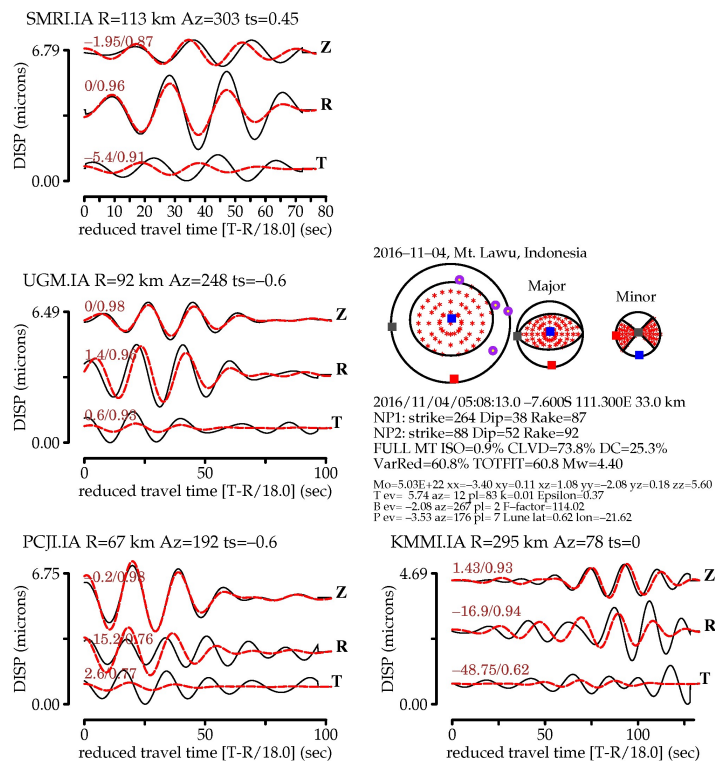 SMRI.IA R=113 km Az=303 ts=0.45
6.79
DISP (microns)
0.00
−1.95/0.87
Z
0/0.96
R
−5.4/0.91
T
0 10 20 30 40 50 60 70 80
reduced travel time [T-R/18.0] (sec)
UGM.IA R=92 km Az=248 ts=−0.6
6.49
DISP (microns)
0.00
0/0.98
Z
1.4/0.96
R
0.6/0.93
T
0 50 100
reduced travel time [T-R/18.0] (sec)
2016−11−04, Mt. Lawu, Indonesia
Major
Minor
2016/11/04/05:08:13.0 −7.600S 111.300E 33.0 km
NP1: strike=264 Dip=38 Rake=87
NP2: strike=88 Dip=52 Rake=92
FULL MT ISO=0.9% CLVD=73.8% DC=25.3%
VarRed=60.8% TOTFIT=60.8 Mw=4.40
Mo=5.03E+22 xx=−3.40 xy=0.11 xz=1.08 yy=−2.08 yz=0.18 zz=5.60
T ev= 5.74 az= 12 pl=83 k=0.01 Epsilon=0.37
B ev= −2.08 az=267 pl= 2 F−factor=114.02
P ev= −3.53 az=176 pl= 7 Lune lat=0.62 lon=−21.62
PCJI.IA R=67 km Az=192 ts=−0.6
6.75
DISP (microns)
0.00
−0.2/0.98
Z
−15.2/0.76
R
2.6/0.77
T
0 50 100
reduced travel time [T-R/18.0] (sec)
KMMI.IA R=295 km Az=78 ts=0
4.69
DISP (microns)
0.00
1.43/0.93
Z
−16.9/0.94
R
−48.75/0.62
T
0 50 100
reduced travel time [T-R/18.0] (sec)